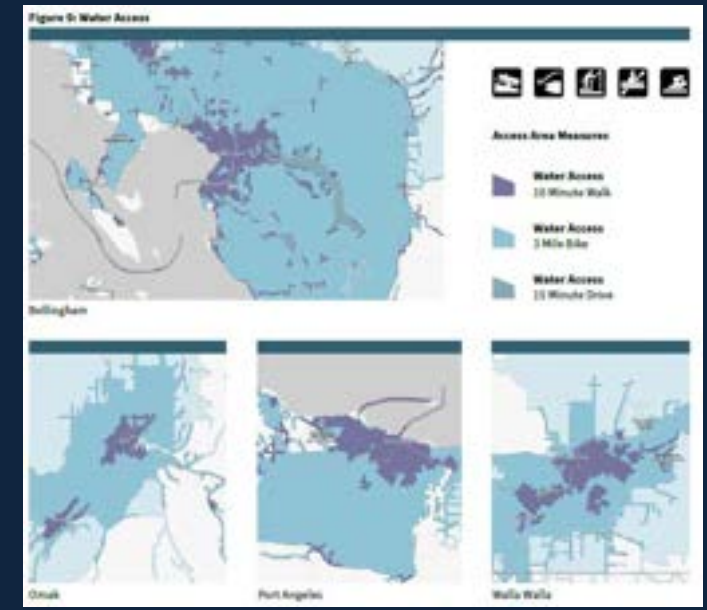 Figure 9: Water Access
Access Area Measures
Water Access
10 Minute Walk
Water Access
3 Mile Bike
Water Access
15 Minute Drive
Bellingham
Omak
Port Angeles
Walla Walla